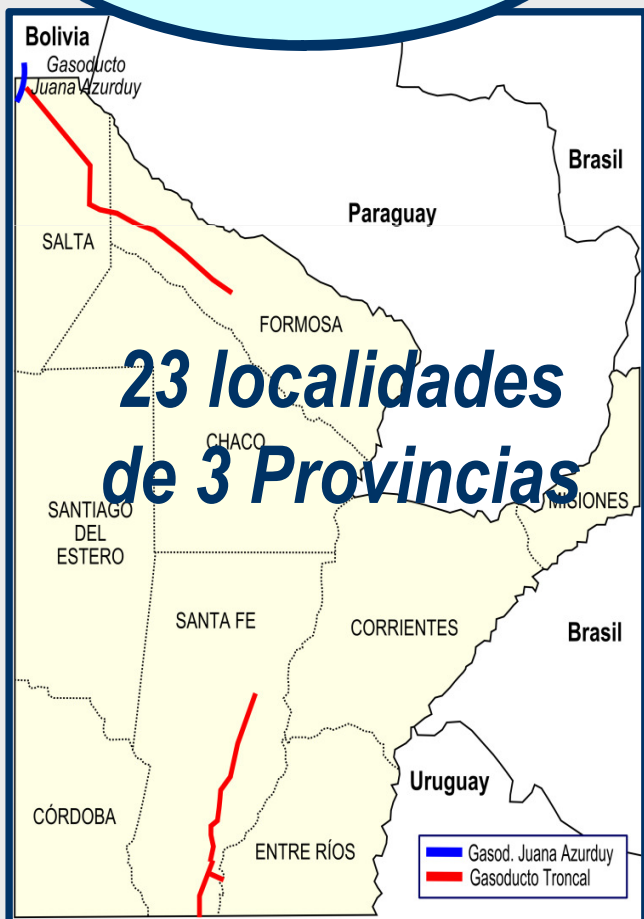 Bolivia
Gasoducto
Juana Azurduy
Brasil
Paraguay
SALTA
FORMOSA
23 localidades
CHACO
de 3 Provincias
MISIONES
SANTIAGO
DEL
ESTERO
SANTA FE
CORRIENTES
Brasil
Uruguay
CÓRDOBA
ENTRE RÍOS
Gasod. Juana Azurduy
Gasoducto Troncal